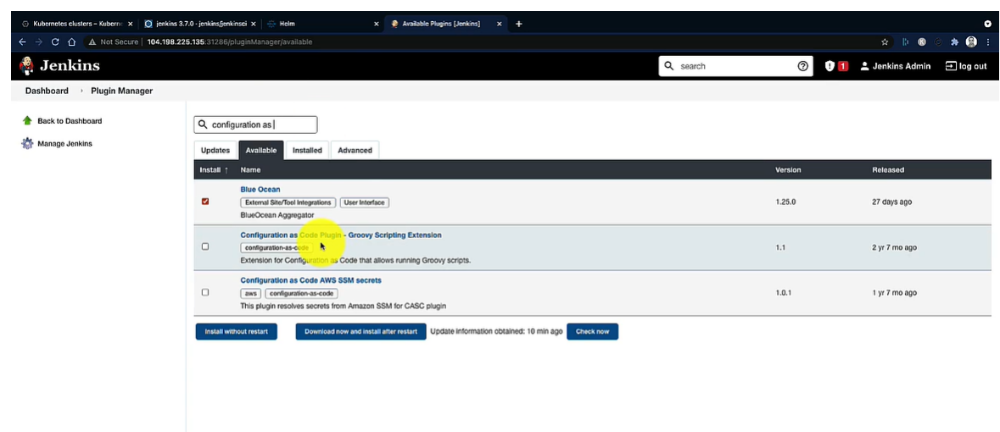 Kubernetes clusters – Kubern
jenkins 3.7.0 · jenkins/jenkinsci
Helm
Available Plugins [Jenkins]
Not Secure | 104.198.225.135:31286/pluginManager/available
Jenkins
search
1
Jenkins Admin
log out
Dashboard
Plugin Manager
Back to Dashboard
Manage Jenkins
configuration as
Updates
Available
Installed
Advanced
Install ↑ Name Version Released
Blue Ocean
External Site/Tool Integrations User Interface
1.25.0 27 days ago
BlueOcean Aggregator
Configuration as Code Plugin - Groovy Scripting Extension
configuration-as-code
1.1 2 yr 7 mo ago
Extension for Configuration as Code that allows running Groovy scripts.
Configuration as Code AWS SSM secrets
aws configuration-as-code
1.0.1 1 yr 7 mo ago
This plugin resolves secrets from Amazon SSM for CASC plugin
Install without restart
Download now and install after restart
Update information obtained: 10 min ago
Check now